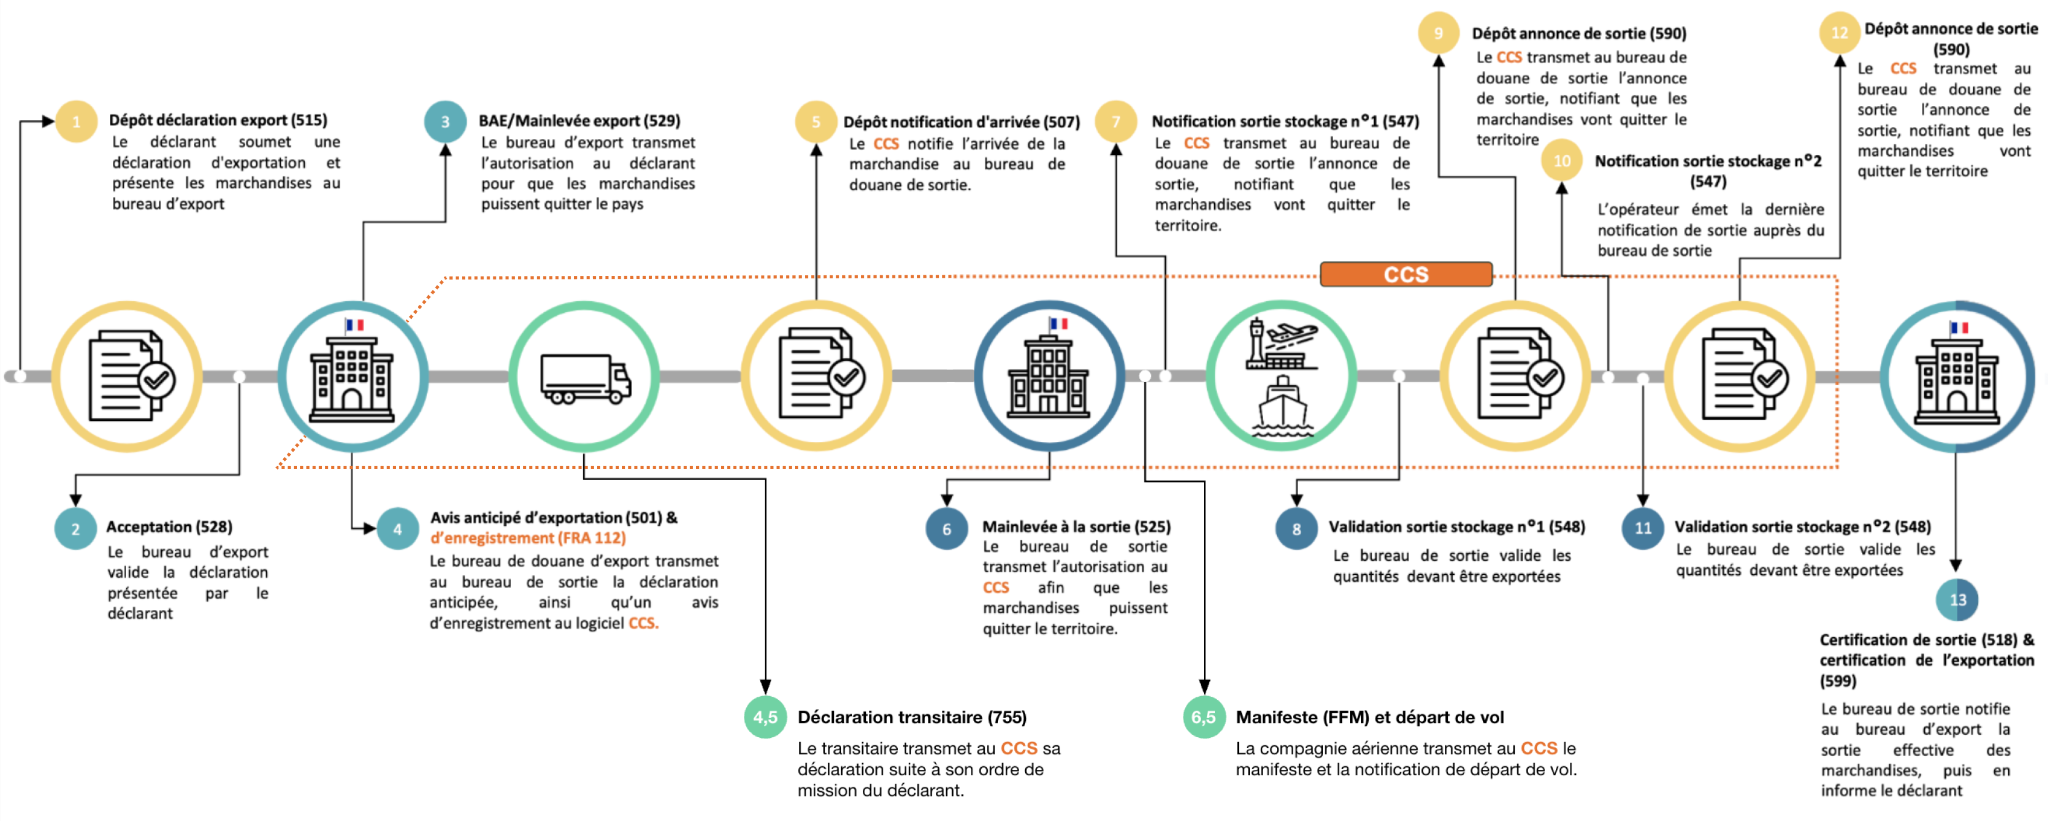 1
Dépôt déclaration export (515)
Le déclarant soumet une
déclaration d'exportation et
présente les marchandises au
bureau d'export
3
BAE/Mainlevée export (529)
Le bureau d'export transmet
l'autorisation au déclarant
pour que les marchandises
puissent quitter le pays
5
Dépôt notification d'arrivée (507)
Le CCS notifie l'arrivée de la
marchandise au bureau de
douane de sortie.
7
Notification sortie stockage n°1 (547)
Le CCS transmet au bureau de
douane de sortie l'annonce de
sortie, notifiant que les
marchandises vont quitter le
territoire.
9
Dépôt annonce de sortie (590)
Le CCS transmet au bureau de
douane de sortie l'annonce
de sortie, notifiant que les
marchandises vont quitter le
territoire
10
Notification sortie stockage n°2
(547)
L'opérateur émet la dernière
notification de sortie auprès du
bureau de sortie
12
Dépôt annonce de sortie
(590)
Le CCS transmet au
bureau de douane de
sortie l'annonce de
sortie, notifiant que les
marchandises vont
quitter le territoire
CCS
2
Acceptation (528)
Le bureau d'export
valide la déclaration
présentée par le
déclarant
4
Avis anticipé d'exportation (501) &
d'enregistrement (FRA 112)
Le bureau de douane d'export transmet
au bureau de sortie la déclaration
anticipée, ainsi qu'un avis
d'enregistrement au logiciel CCS.
6
Mainlevée à la sortie (525)
Le bureau de sortie
transmet l'autorisation au
CCS afin que les
marchandises puissent
quitter le territoire.
8
Validation sortie stockage n°1 (548)
Le bureau de sortie valide les
quantités devant être exportées
11
Validation sortie stockage n°2 (548)
Le bureau de sortie valide les
quantités devant être exportées
13
Certification de sortie (518) &
certification de l'exportation
(599)
Le bureau de sortie notifie
au bureau d'export la
sortie effective des
marchandises, puis en
informe le déclarant
4,5
Déclaration transitaire (755)
Le transitaire transmet au CCS sa
déclaration suite à son ordre de
mission du déclarant.
6,5
Manifeste (FFM) et départ de vol
La compagnie aérienne transmet au CCS le
manifeste et la notification de départ de vol.